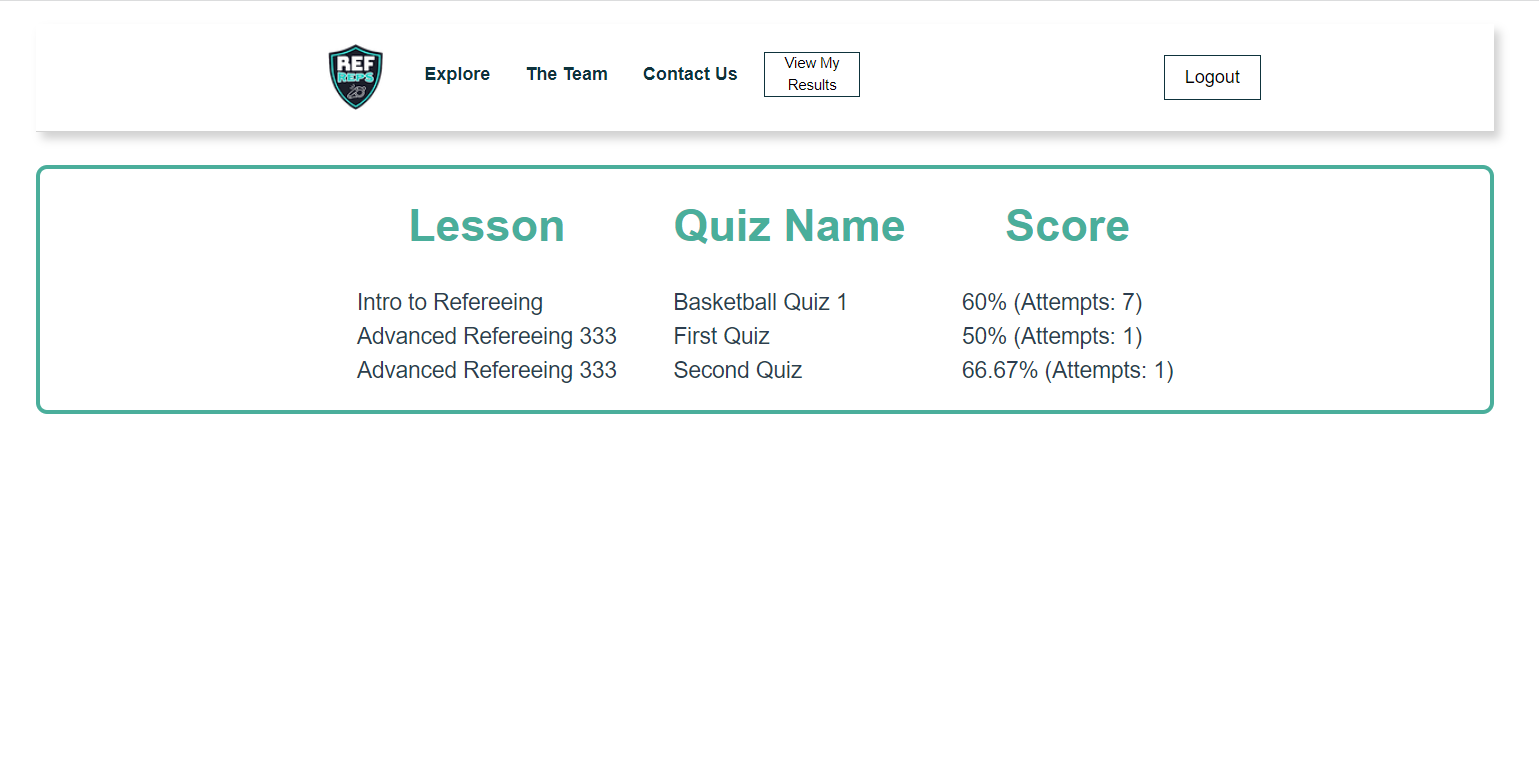 REF
REPS
Explore The Team Contact Us View My
Results
Logout
Lesson Quiz Name Score
Intro to Refereeing Basketball Quiz 1 60% (Attempts: 7)
Advanced Refereeing 333 First Quiz 50% (Attempts: 1)
Advanced Refereeing 333 Second Quiz 66.67% (Attempts: 1)